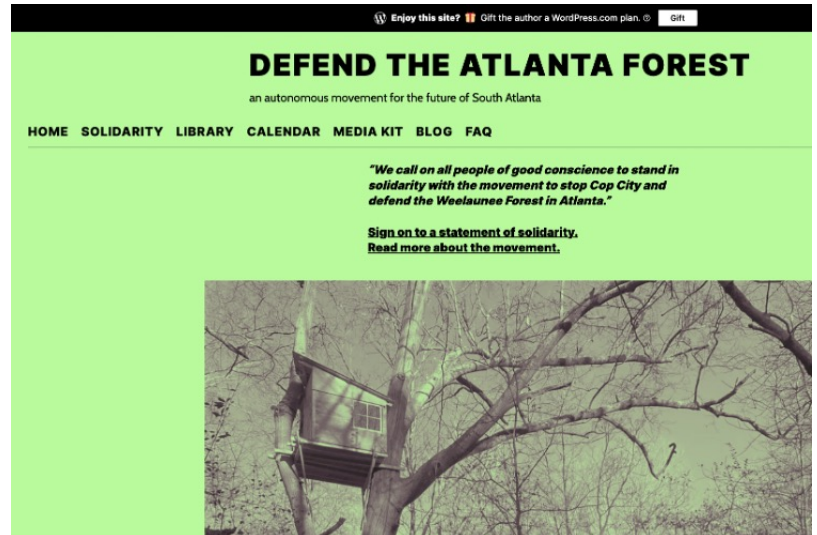 Enjoy this site? 🎁 Gift the author a WordPress.com plan. Gift
DEFEND THE ATLANTA FOREST
an autonomous movement for the future of South Atlanta
HOME SOLIDARITY LIBRARY CALENDAR MEDIA KIT BLOG FAQ
"We call on all people of good conscience to stand in
solidarity with the movement to stop Cop City and
defend the Weelaunee Forest in Atlanta."
Sign on to a statement of solidarity.
Read more about the movement.